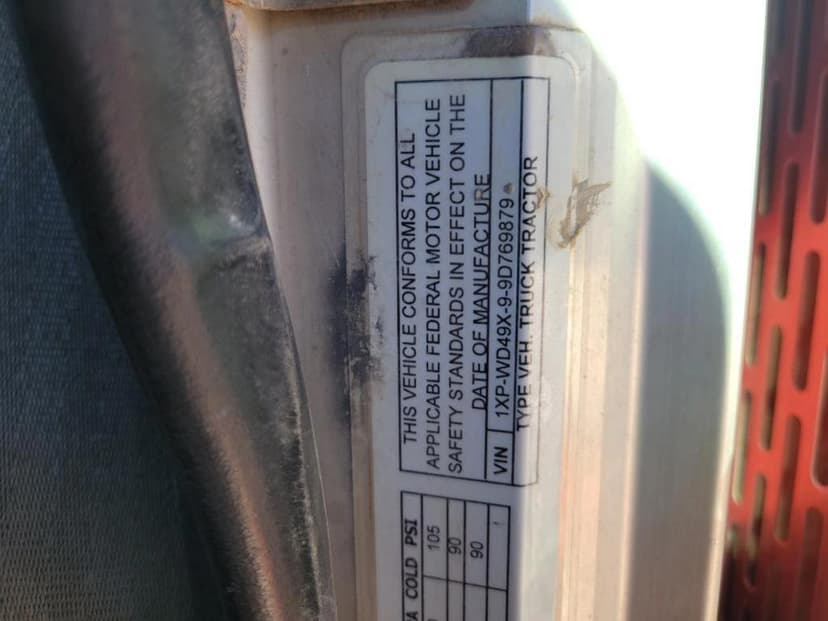 THIS VEHICLE CONFORMS TO ALL
APPLICABLE FEDERAL MOTOR VEHICLE
SAFETY STANDARDS IN EFFECT ON THE
DATE OF MANUFACTURE
VIN 1XP-WD49X-9-9D769879
TYPE VEH. TRUCK TRACTOR
COLD PSI
105
90
90